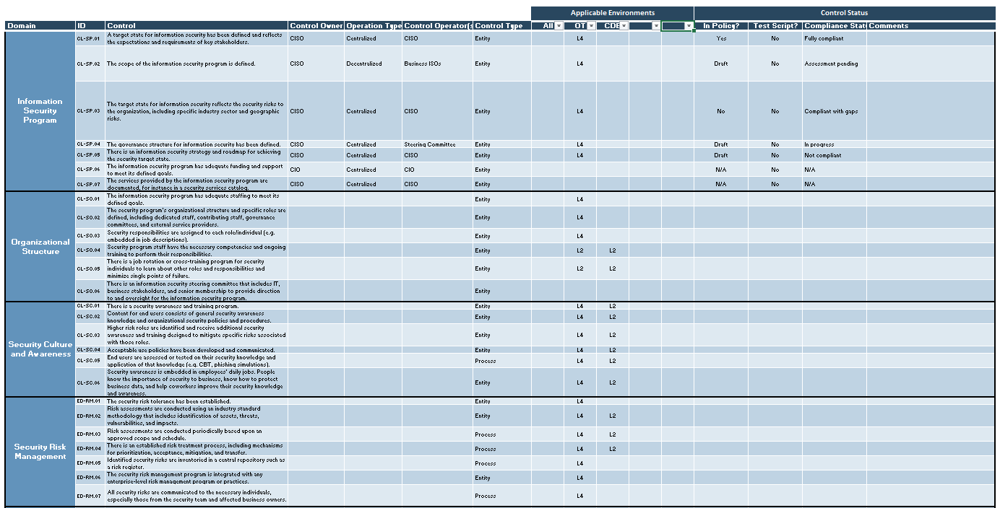 Applicable Environments Control Status
Domain ID Control Control Owner Operation Type Control Operator(s Control Type All OT CDE In Policy? Test Script? Compliance Statu Comments
Information
Security
Program
CL-SP.01 A target state for information security has been defined and reflects
the expectations and requirements of key stakeholders. CISO Centralized CISO Entity L4 Yes No Fully compliant
CL-SP.02 The scope of the information security program is defined. CISO Decentralized Business ISOs Entity L4 Draft No Assessment pending
CL-SP.03 The target state for information security reflects the security risks to
the organization, including specific industry sector and geographic
risks. CISO Centralized CISO Entity L4 No No Compliant with gaps
CL-SP.04 The governance structure for information security has been defined. CISO Centralized Steering Committee Entity L4 Draft No In progress
CL-SP.05 There is an information security strategy and roadmap for achieving
the security target state. CISO Centralized CISO Entity L4 Draft No Not compliant
CL-SP.06 The information security program has adequate funding and support
to meet its defined goals. CIO Centralized CIO Entity N/A No N/A
CL-SP.07 The services provided by the information security program are
documented, for instance in a security services catalog. CISO Centralized CISO Entity N/A No N/A
Organizational
Structure
CL-SO.01 The information security program has adequate staffing to meet its
defined goals. Entity L4
CL-SO.02 The security program's organizational structure and specific roles are
defined, including dedicated staff, contributing staff, governance
committees, and external service providers. Entity L4
CL-SO.03 Security responsibilities are assigned to each role/individual (e.g.
embedded in job descriptions). Entity L4
CL-SO.04 Security program staff have the necessary competencies and ongoing
training to perform their responsibilities. Entity L2 L2
CL-SO.05 There is a job rotation or cross-training program for security
individuals to learn about other roles and responsibilities and
minimize single points of failure. Entity L2 L2
CL-SO.06 There is an information security steering committee that includes IT,
business stakeholders, and senior membership to provide direction
to and oversight for the information security program. Entity
Security Culture
and Awareness
CL-SC.01 There is a security awareness and training program. Entity L4 L2
CL-SC.02 Content for end users consists of general security awareness
knowledge and organizational security policies and procedures. Entity L4 L2
CL-SC.03 Higher risk roles are identified and receive additional security
awareness and training designed to mitigate specific risks associated
with those roles. Entity L4 L2
CL-SC.04 Acceptable use policies have been developed and communicated. Entity L4 L2
CL-SC.05 End users are assessed or tested on their security knowledge and
application of that knowledge (e.g. CBT, phishing simulations). Process L4 L2
CL-SC.06 Security awareness is embedded in employees' daily jobs. People
know the importance of security to business, know how to protect
business data, and help coworkers improve their security knowledge
and awareness. Entity L4 L2
Security Risk
Management
ED-RM.01 The security risk tolerance has been established. Entity L4
ED-RM.02 Risk assessments are conducted using an industry standard
methodology that includes identification of assets, threats,
vulnerabilities, and impacts. Entity L4 L2
ED-RM.03 Risk assessments are conducted periodically based upon an
approved scope and schedule. Process L4 L2
ED-RM.04 There is an established risk treatment process, including mechanisms
for prioritization, acceptance, mitigation, and transfer. Process L4 L2
ED-RM.05 Identified security risks are inventoried in a central repository such as
a risk register. Process L4
ED-RM.06 The security risk management program is integrated with any
enterprise-level risk management program or practices. Entity L4
ED-RM.07 All security risks are communicated to the necessary individuals,
especially those from the security team and affected business owners. Process L4